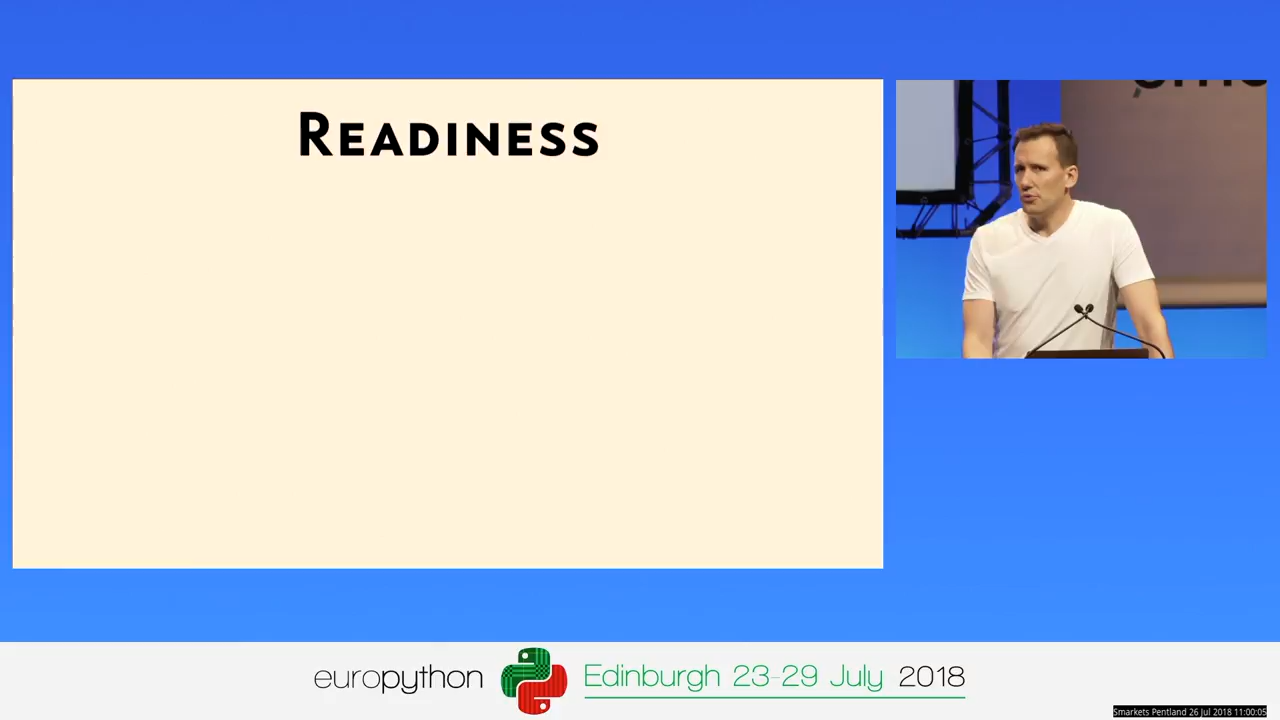 Readiness
europython Edinburgh 23-29 July 2018
Smarkets Pentland 26 Jul 2018 11:00:05